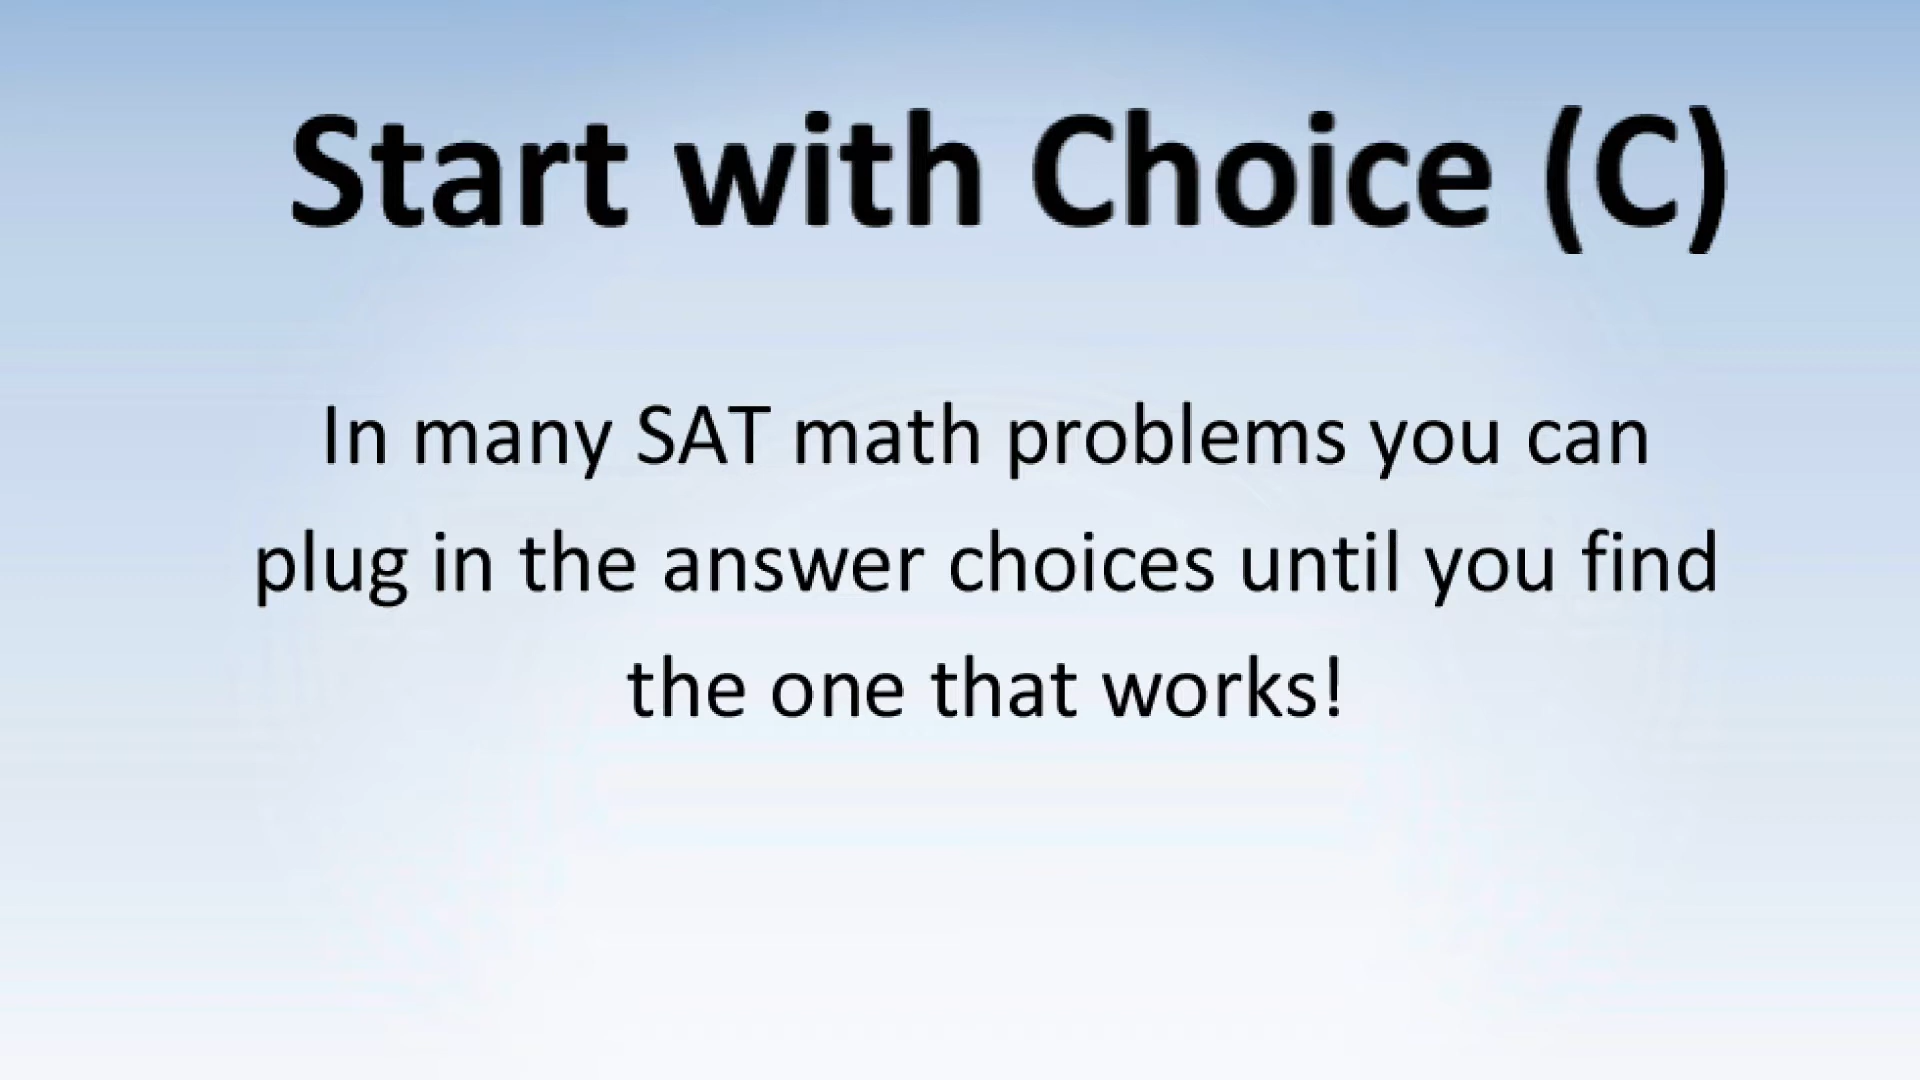 Start with Choice (C)
In many SAT math problems you can
plug in the answer choices until you find
the one that works!